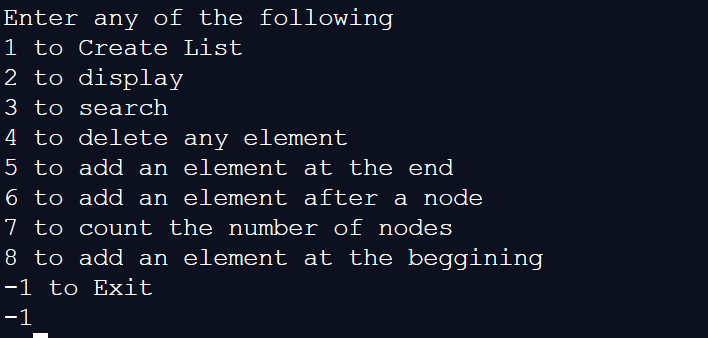 Enter any of the following
1 to Create List
2 to display
3 to search
4 to delete any element
5 to add an element at the end
6 to add an element after a node
7 to count the number of nodes
8 to add an element at the beggining
-1 to Exit
-1